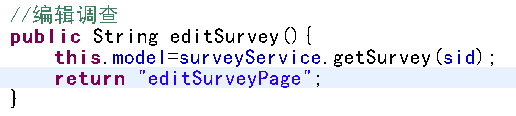 //编辑调查
public String editSurvey(){
    this.model=surveyService.getSurvey(sid);
    return "editSurveyPage";
}